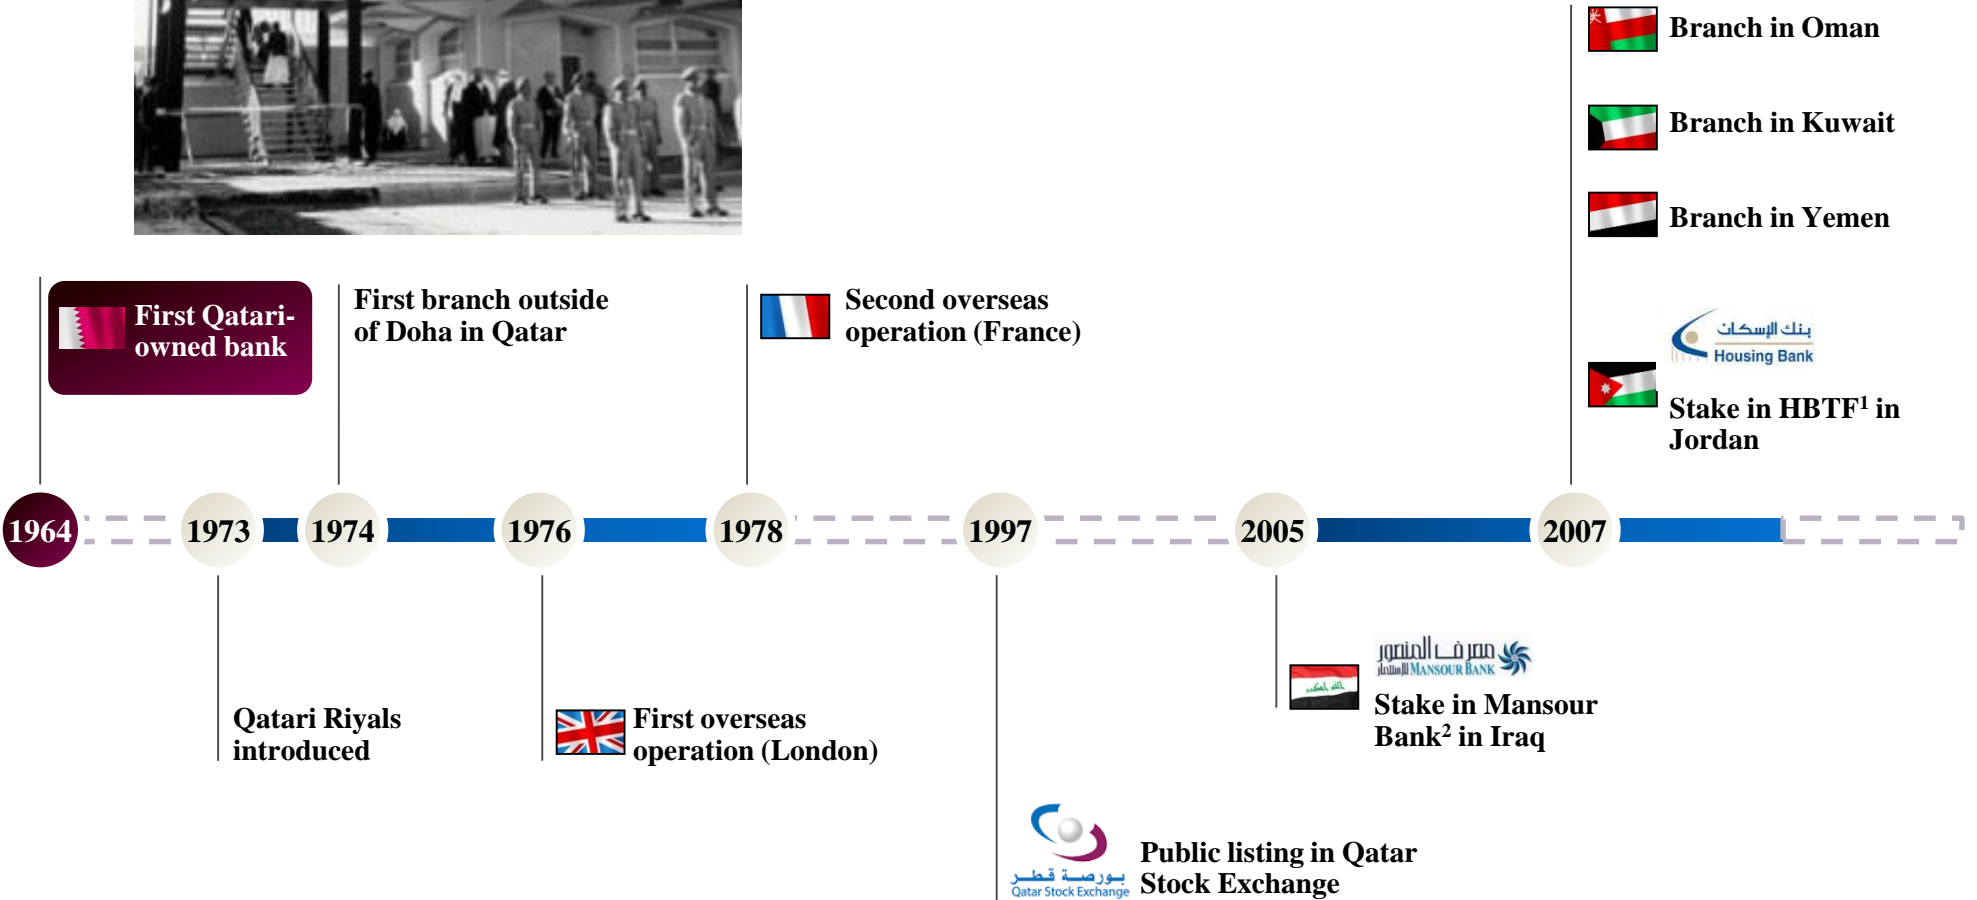 Branch in Oman
Branch in Kuwait
Branch in Yemen
First Qatari-
owned bank
First branch outside
of Doha in Qatar
Second overseas
operation (France)
بنك الإسكان
Housing Bank
Stake in HBTF¹ in
Jordan
1964
1973
1974
1976
1978
1997
2005
2007
Qatari Riyals
introduced
First overseas
operation (London)
مصرف المنصور
للإستثمار MANSOUR BANK
Stake in Mansour
Bank² in Iraq
بورصة قطر
Qatar Stock Exchange
Public listing in Qatar
Stock Exchange